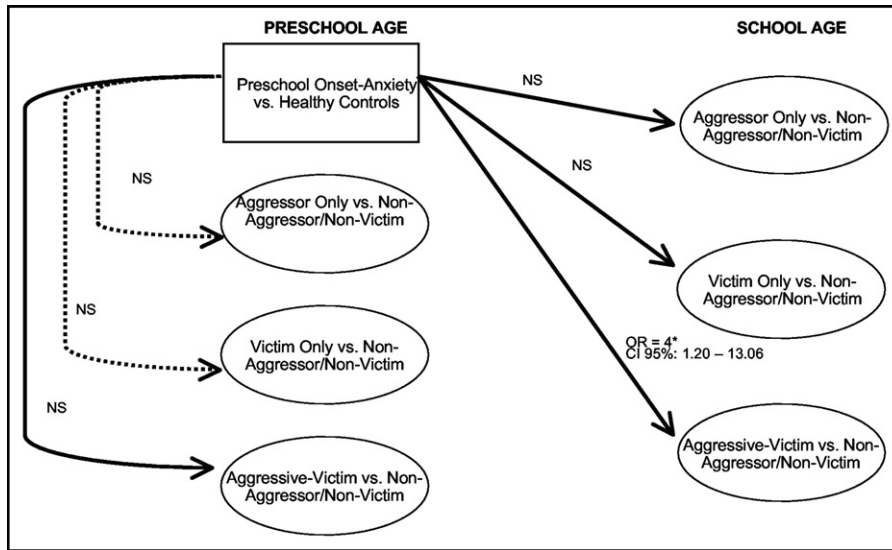 PRESCHOOL AGE
SCHOOL AGE
Preschool Onset-Anxiety
vs. Healthy Controls
NS
Aggressor Only vs. Non-
Aggressor/Non-Victim
NS
NS
Aggressor Only vs. Non-
Aggressor/Non-Victim
Victim Only vs. Non-
Aggressor/Non-Victim
NS
Victim Only vs. Non-
Aggressor/Non-Victim
OR = 4*
CI 95%: 1.20 – 13.06
NS
Aggressive-Victim vs. Non-
Aggressor/Non-Victim
Aggressive-Victim vs Non-
Aggressor/Non-Victim